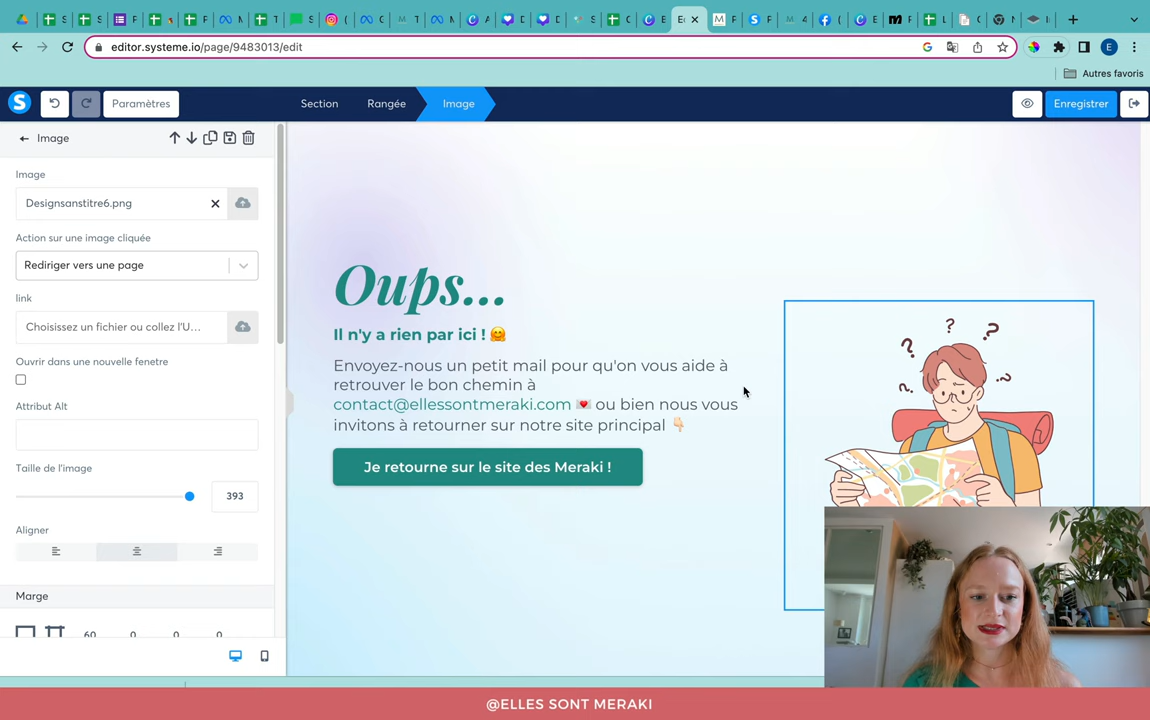 editor.systeme.io/page/9483013/edit
Autres favoris
Paramètres
Section
Rangée
Image
Enregistrer
Image
Image
Designsanstitre6.png
Action sur une image cliquée
Rediriger vers une page
link
Choisissez un fichier ou collez l'U...
Ouvrir dans une nouvelle fenetre
Attribut Alt
Taille de l'image
393
Aligner
Marge
60 0 0 0
Oups...
Il n'y a rien par ici ! 🤗
Envoyez-nous un petit mail pour qu'on vous aide à
retrouver le bon chemin à
contact@ellessontmeraki.com 💌 ou bien nous vous
invitons à retourner sur notre site principal 👇🏻
Je retourne sur le site des Meraki !
? ? ? ? ?
@ELLES SONT MERAKI